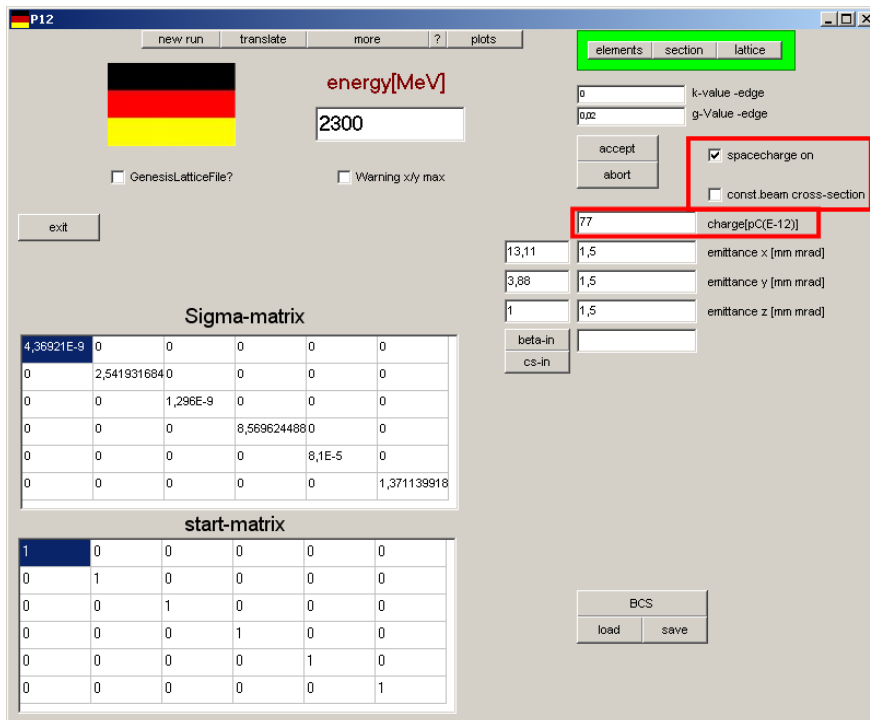 P12
new run translate more ? plots
elements section lattice
energy[MeV]
2300
0 k-value -edge
0,02 g-Value -edge
accept
abort
spacecharge on
const.beam cross-section
GenesisLatticeFile? Warning x/y max
exit
77 charge[pC(E-12)]
13,11 1,5 emittance x [mm mrad]
3,88 1,5 emittance y [mm mrad]
1 1,5 emittance z [mm mrad]
beta-in
cs-in
Sigma-matrix
4,36921E-9 0 0 0 0 0
0 2,541931684 0 0 0 0
0 0 1,296E-9 0 0 0
0 0 0 8,569624488 0 0
0 0 0 0 8,1E-5 0
0 0 0 0 0 1,371139918
start-matrix
1 0 0 0 0 0
0 1 0 0 0 0
0 0 1 0 0 0
0 0 0 1 0 0
0 0 0 0 1 0
0 0 0 0 0 1
BCS
load save